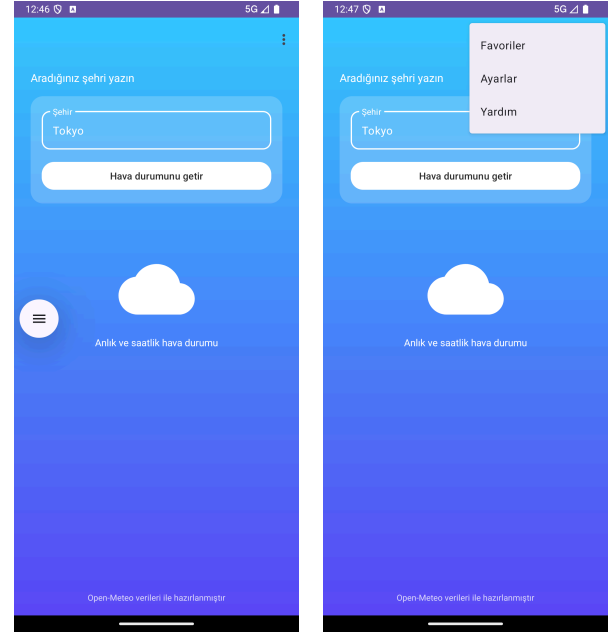 12:46 5G
Aradığınız şehri yazın
Şehir
Tokyo
Hava durumunu getir
Anlık ve saatlik hava durumu
Open-Meteo verileri ile hazırlanmıştır
12:47 5G
Favoriler
Ayarlar
Yardım
Aradığınız şehri yazın
Şehir
Tokyo
Hava durumunu getir
Anlık ve saatlik hava durumu
Open-Meteo verileri ile hazırlanmıştır